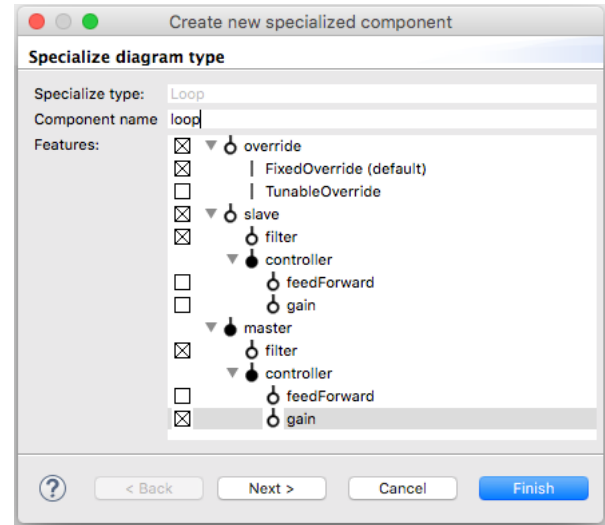 Create new specialized component
Specialize diagram type
Specialize type: Loop
Component name loop
Features:
override
FixedOverride (default)
TunableOverride
slave
filter
controller
feedForward
gain
master
filter
controller
feedForward
gain
? < Back Next > Cancel Finish